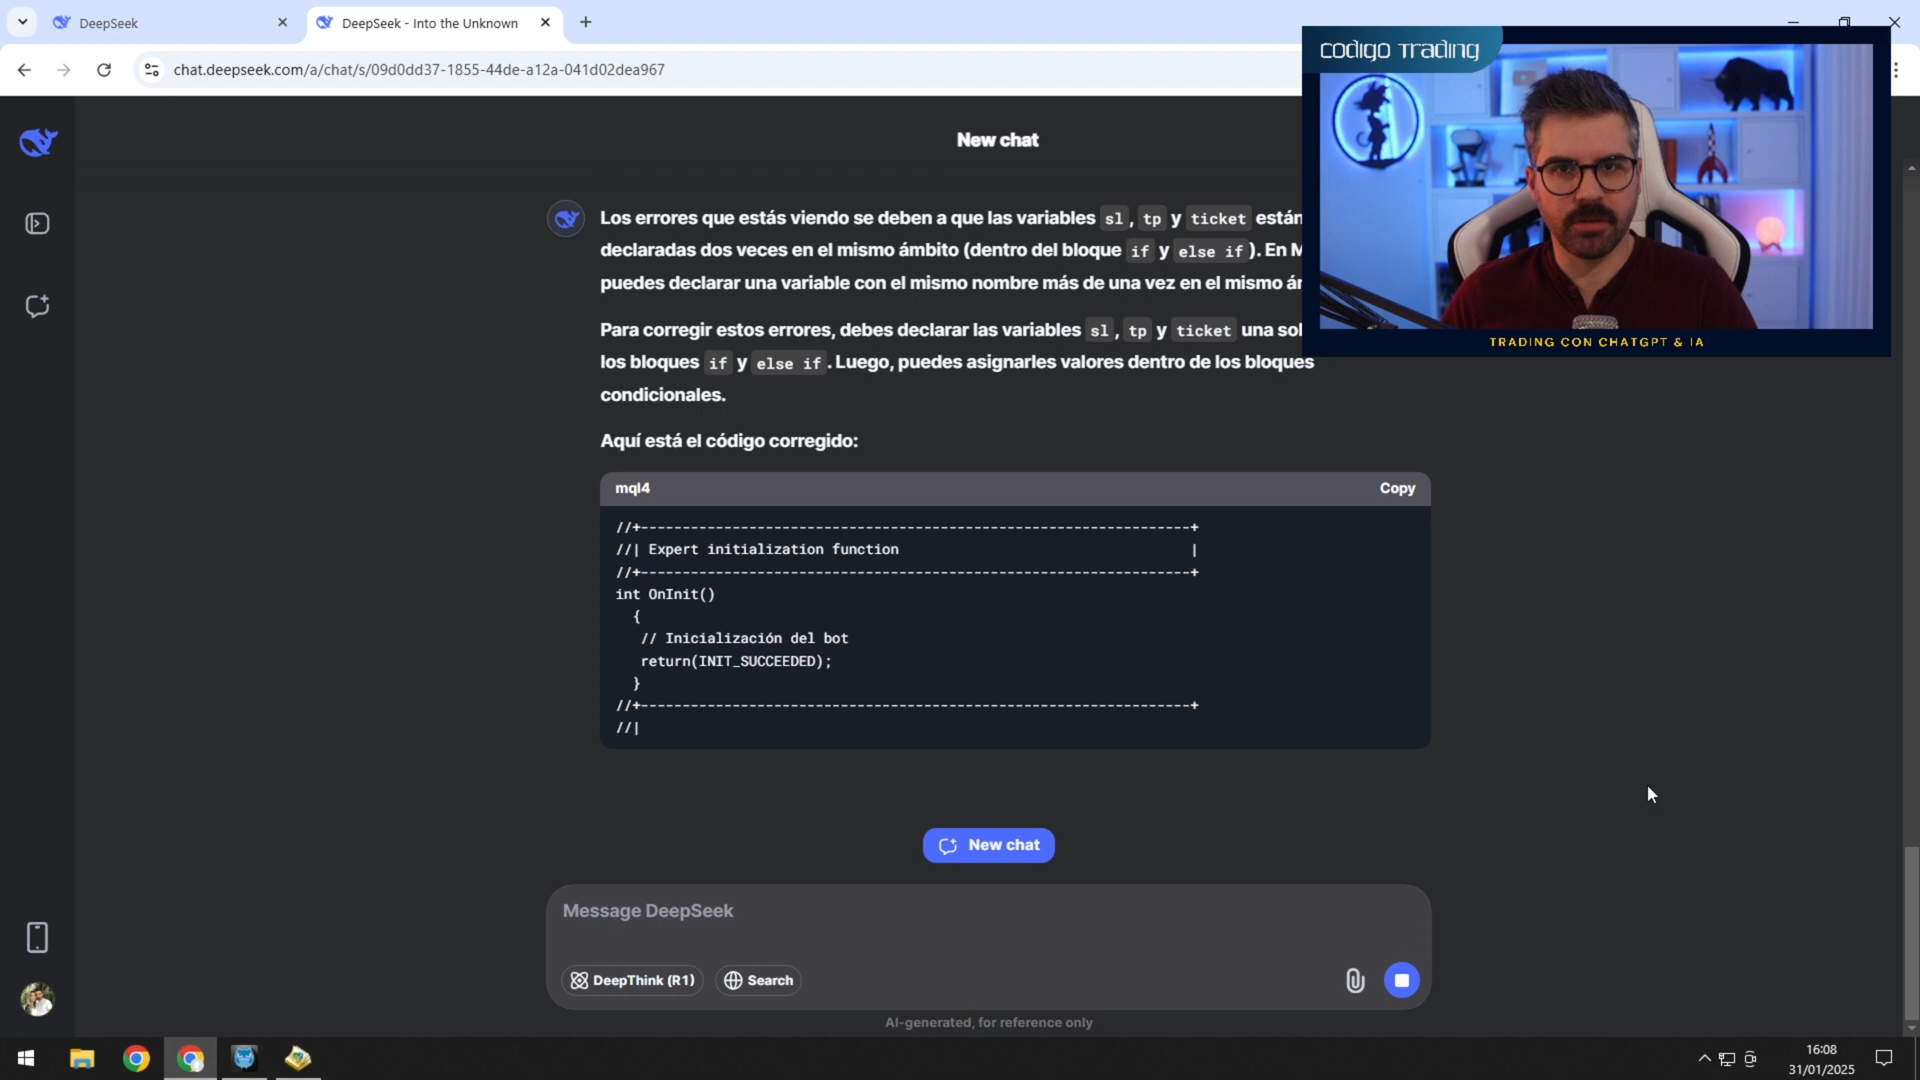 DeepSeek
DeepSeek - Into the Unknown
chat.deepseek.com/a/chat/s/09d0dd37-1855-44de-a12a-041d02dea967
codigo Trading
TRADING CON CHATGPT & IA
New chat
Los errores que estás viendo se deben a que las variables sl, tp y ticket están
declaradas dos veces en el mismo ámbito (dentro del bloque if y else if). En M
puedes declarar una variable con el mismo nombre más de una vez en el mismo ár
Para corregir estos errores, debes declarar las variables sl, tp y ticket una sol
los bloques if y else if. Luego, puedes asignarles valores dentro de los bloques
condicionales.
Aquí está el código corregido:
mql4
Copy
//+------------------------------------------------------------------+
//| Expert initialization function                                   |
//+------------------------------------------------------------------+
int OnInit()
  {
   // Inicialización del bot
   return(INIT_SUCCEEDED);
  }
//+------------------------------------------------------------------+
//|
New chat
Message DeepSeek
DeepThink (R1)
Search
AI-generated, for reference only
16:08
31/01/2025